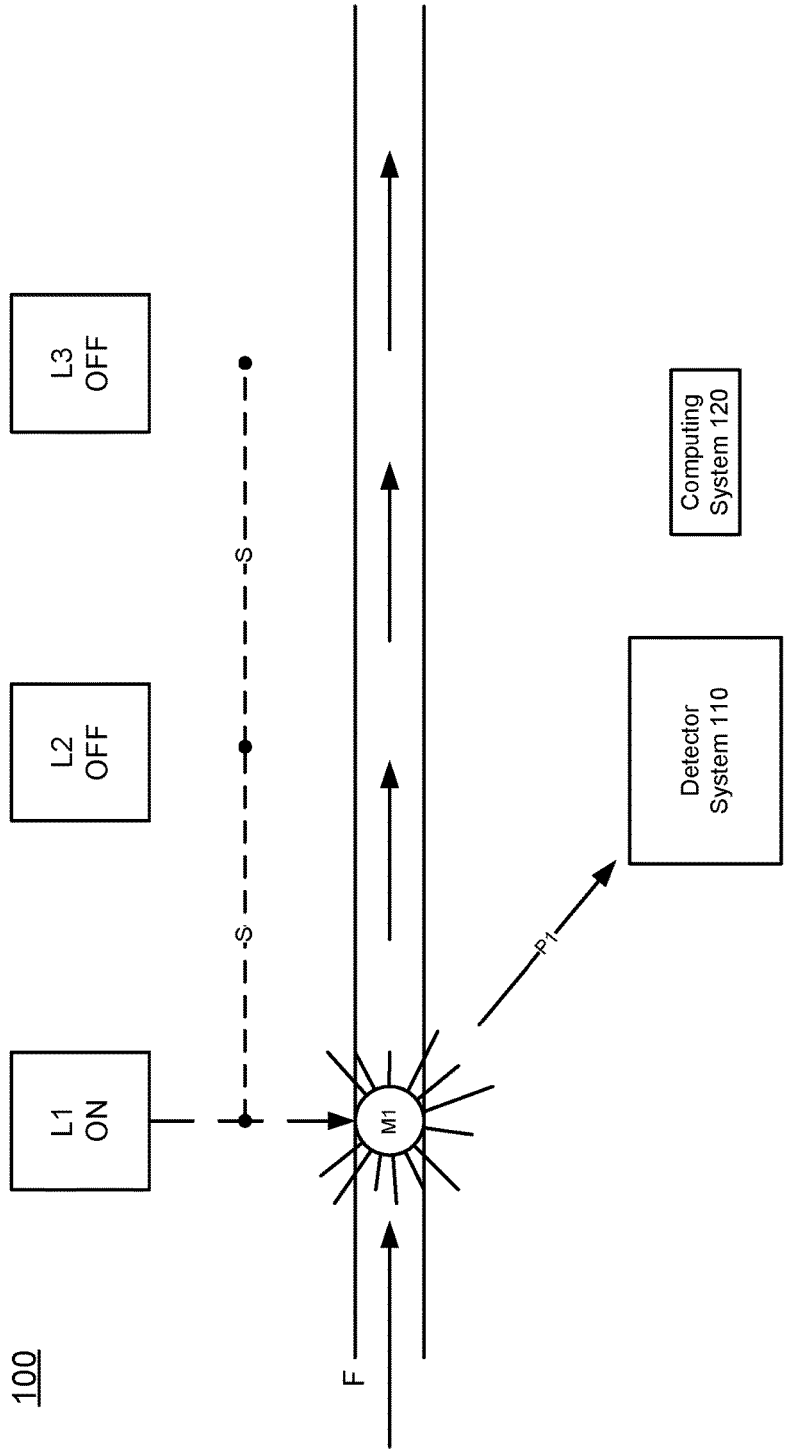 100
L1
ON
L2
OFF
L3
OFF
S
S
F
M1
P1
Detector
System 110
Computing
System 120